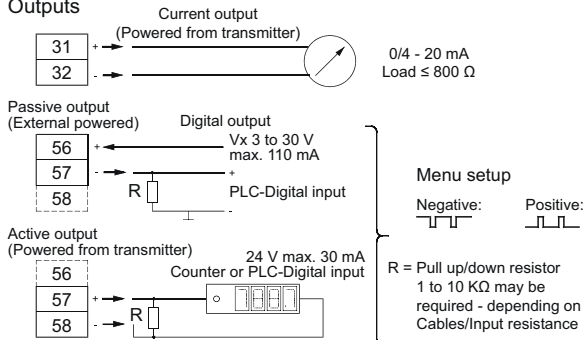 Outputs
Current output
(Powered from transmitter)
31 +
32 -
0/4 - 20 mA
Load ≤ 800 Ω
Passive output
(External powered)
Digital output
56 +
57 -
58
Vx 3 to 30 V
max. 110 mA
+
R
PLC-Digital input
-
Active output
(Powered from transmitter)
56
57 +
58 -
24 V max. 30 mA
Counter or PLC-Digital input
R
Menu setup
Negative: Positive:
R = Pull up/down resistor
1 to 10 KΩ may be
required - depending on
Cables/Input resistance